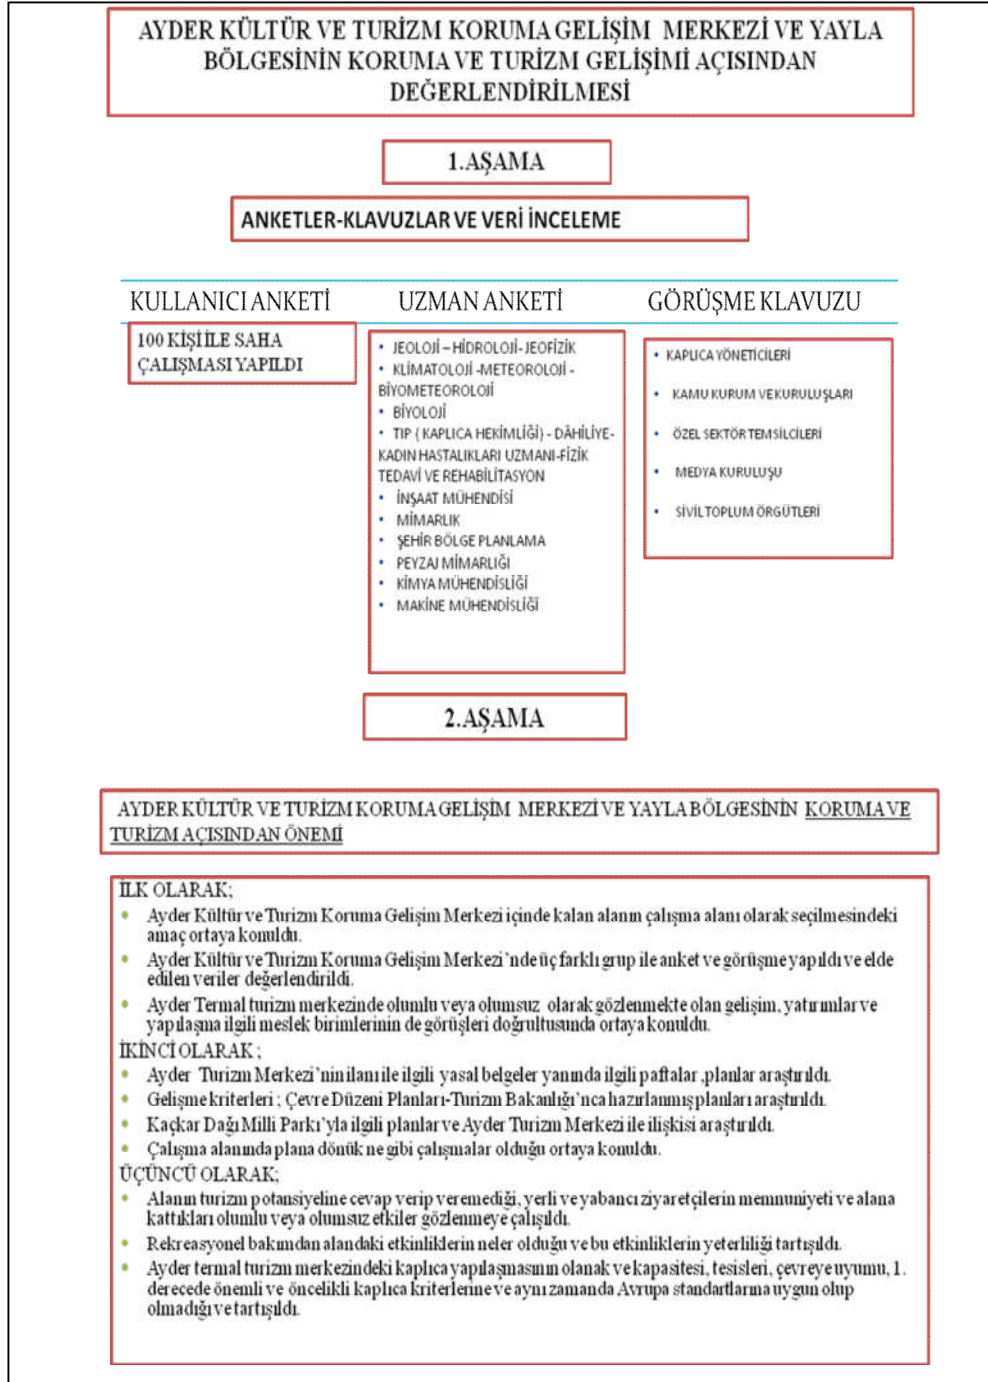 AYDER KÜLTÜR VE TURİZM KORUMA GELİŞİM MERKEZİ VE YAYLA
BÖLGESİNİN KORUMA VE TURİZM GELİŞİMİ AÇISINDAN
DEĞERLENDİRİLMESİ
1.AŞAMA
ANKETLER-KLAVUZLAR VE VERİ İNCELEME
KULLANICI ANKETİ
100 KİŞİ İLE SAHA
ÇALIŞMASI YAPILDI
UZMAN ANKETİ
• JEOLOJİ – HİDROLOJİ- JEOFİZİK
• KLİMATOLOJİ -METEOROLOJİ -
BİYOMETEOROLOJİ
• BİYOLOJİ
• TIP ( KAPLICA HEKİMLİĞİ) - DÂHİLİYE-
KADIN HASTALIKLARI UZMANI-FİZİK
TEDAVİ VE REHABİLİTASYON
• İNŞAAT MÜHENDİSİ
• MİMARLIK
• ŞEHİR BÖLGE PLANLAMA
• PEYZAJ MİMARLIĞI
• KİMYA MÜHENDİSLİĞİ
• MAKİNE MÜHENDİSLİĞİ
GÖRÜŞME KLAVUZU
• KAPLICA YÖNETİCİLERİ
• KAMU KURUM VE KURULUŞLARI
• ÖZEL SEKTÖR TEMSİLCİLERİ
• MEDYA KURULUŞU
• SİVİL TOPLUM ÖRGÜTLERİ
2.AŞAMA
AYDER KÜLTÜR VE TURİZM KORUMA GELİŞİM MERKEZİ VE YAYLA BÖLGESİNİN KORUMA VE
TURİZM AÇISINDAN ÖNEMİ
İLK OLARAK;
• Ayder Kültür ve Turizm Koruma Gelişim Merkezi içinde kalan alanın çalışma alanı olarak seçilmesindeki
amaç ortaya konuldu.
• Ayder Kültür ve Turizm Koruma Gelişim Merkezi'nde üç farklı grup ile anket ve görüşme yapıldı ve elde
edilen veriler değerlendirildi.
• Ayder Termal turizm merkezinde olumlu veya olumsuz olarak gözlenmekte olan gelişim, yatırımlar ve
yapılaşma ilgili meslek birimlerinin de görüşleri doğrultusunda ortaya konuldu.
İKİNCİ OLARAK ;
• Ayder Turizm Merkezi'nin ilanı ile ilgili yasal belgeler yanında ilgili paftalar ,planlar araştırıldı.
• Gelişme kriterleri ; Çevre Düzeni Planları-Turizm Bakanlığı'nca hazırlanmış planları araştırıldı.
• Kaçkar Dağı Milli Parkı'yla ilgili planlar ve Ayder Turizm Merkezi ile ilişkisi araştırıldı.
• Çalışma alanında plana dönük ne gibi çalışmalar olduğu ortaya konuldu.
ÜÇÜNCÜ OLARAK;
• Alanın turizm potansiyeline cevap verip veremediği, yerli ve yabancı ziyaretçilerin memnuniyeti ve alana
kattıkları olumlu veya olumsuz etkiler gözlenmeye çalışıldı.
• Rekreasyonel bakımdan alandaki etkinliklerin neler olduğu ve bu etkinliklerin yeterliliği tartışıldı.
• Ayder termal turizm merkezindeki kaplıca yapılaşmasının olanak ve kapasitesi, tesisleri, çevreye uyumu, 1.
derecede önemli ve öncelikli kaplıca kriterlerine ve aynı zamanda Avrupa standartlarına uygun olup
olmadığı ve tartışıldı.